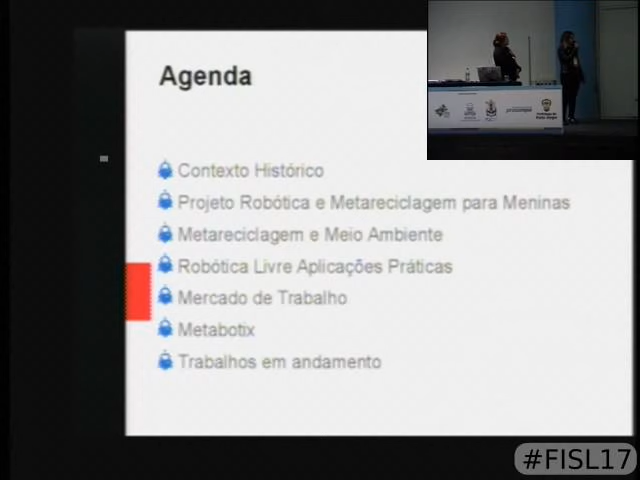 Agenda
Contexto Histórico
Projeto Robótica e Metareciclagem para Meninas
Metareciclagem e Meio Ambiente
Robótica Livre Aplicações Práticas
Mercado de Trabalho
Metabotix
Trabalhos em andamento
#FISL17